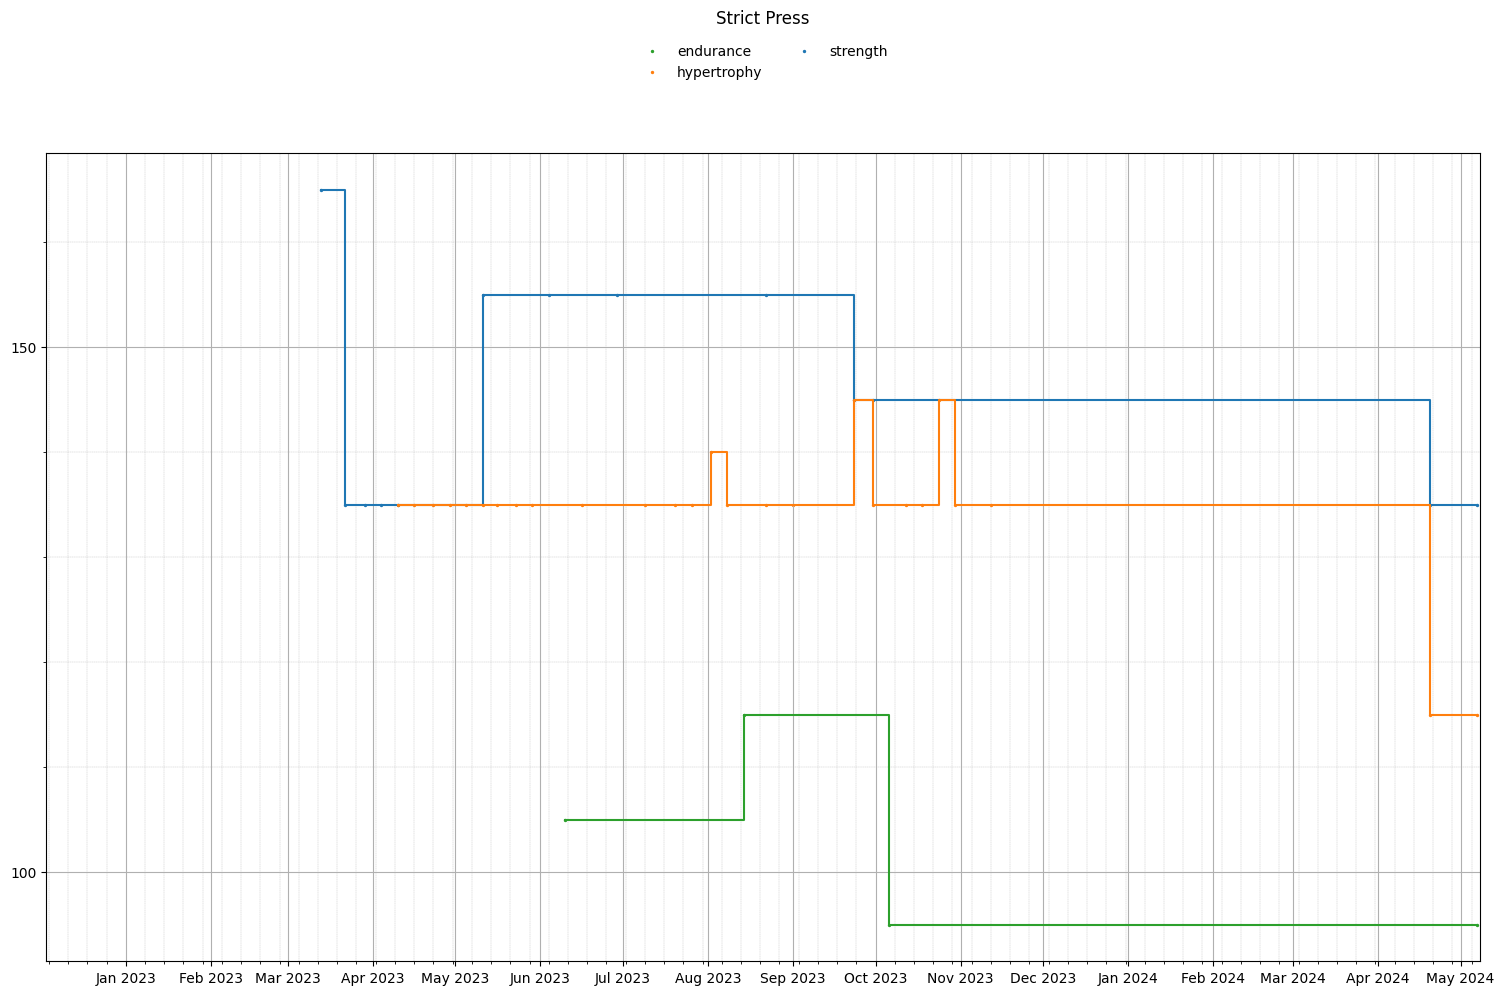 Strict Press
endurance
hypertrophy
strength
150
100
Jan 2023
Feb 2023
Mar 2023
Apr 2023
May 2023
Jun 2023
Jul 2023
Aug 2023
Sep 2023
Oct 2023
Nov 2023
Dec 2023
Jan 2024
Feb 2024
Mar 2024
Apr 2024
May 2024